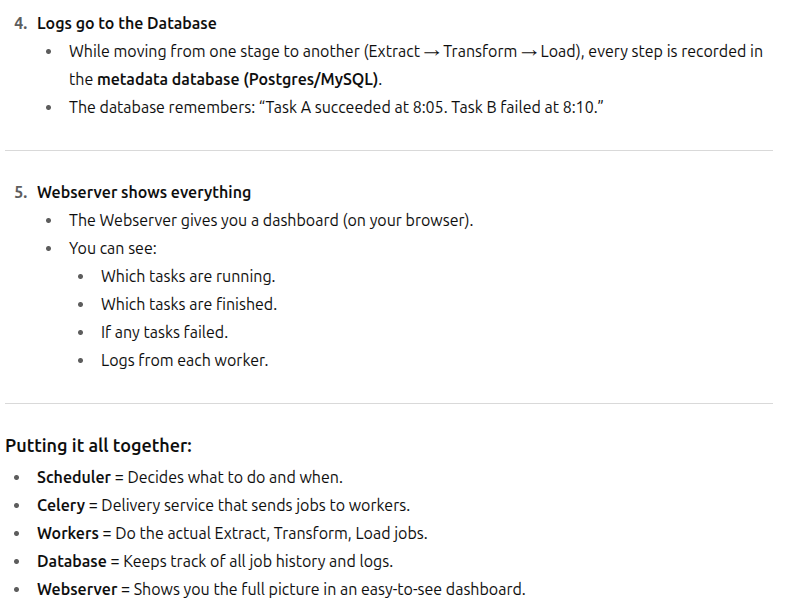 4. Logs go to the Database
• While moving from one stage to another (Extract → Transform → Load), every step is recorded in
the metadata database (Postgres/MySQL).
• The database remembers: “Task A succeeded at 8:05. Task B failed at 8:10.”
5. Webserver shows everything
• The Webserver gives you a dashboard (on your browser).
• You can see:
• Which tasks are running.
• Which tasks are finished.
• If any tasks failed.
• Logs from each worker.
Putting it all together:
• Scheduler = Decides what to do and when.
• Celery = Delivery service that sends jobs to workers.
• Workers = Do the actual Extract, Transform, Load jobs.
• Database = Keeps track of all job history and logs.
• Webserver = Shows you the full picture in an easy-to-see dashboard.